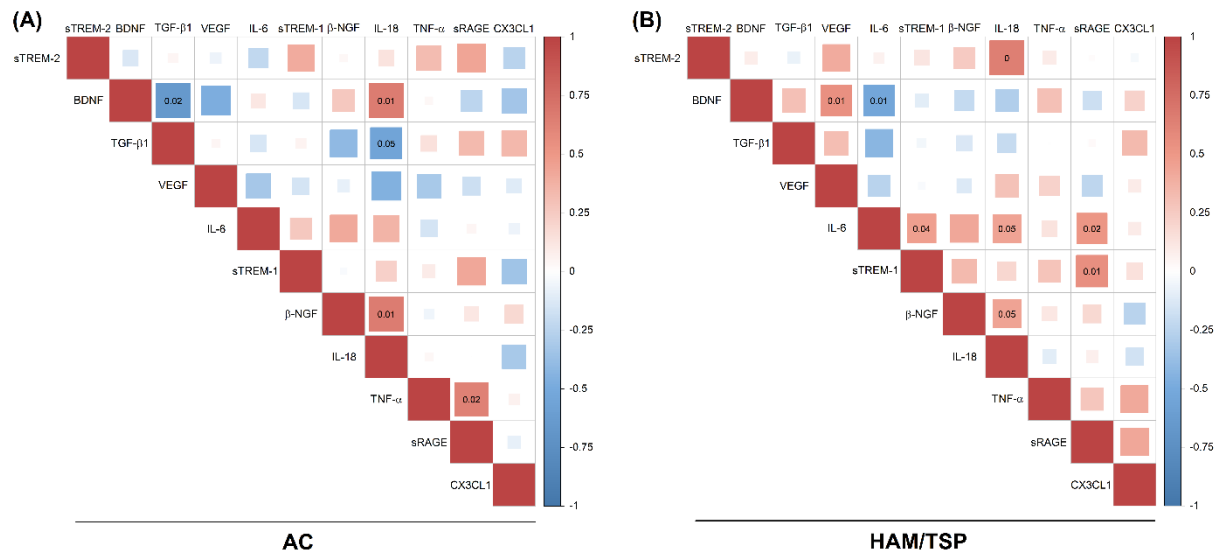 (A)
sTREM-2 BDNF TGF-β1 VEGF IL-6 sTREM-1 β-NGF IL-18 TNF-α sRAGE CX3CL1
sTREM-2
BDNF 0.02 0.01
TGF-β1 0.05
VEGF
IL-6
sTREM-1
β-NGF 0.01
IL-18
TNF-α 0.02
sRAGE
CX3CL1
1
0.75
0.5
0.25
0
-0.25
-0.5
-0.75
-1
AC
(B)
sTREM-2 BDNF TGF-β1 VEGF IL-6 sTREM-1 β-NGF IL-18 TNF-α sRAGE CX3CL1
sTREM-2 0
BDNF 0.01 0.01
TGF-β1
VEGF
IL-6 0.04 0.05 0.02
sTREM-1 0.01
β-NGF 0.05
IL-18
TNF-α
sRAGE
CX3CL1
1
0.75
0.5
0.25
0
-0.25
-0.5
-0.75
-1
HAM/TSP